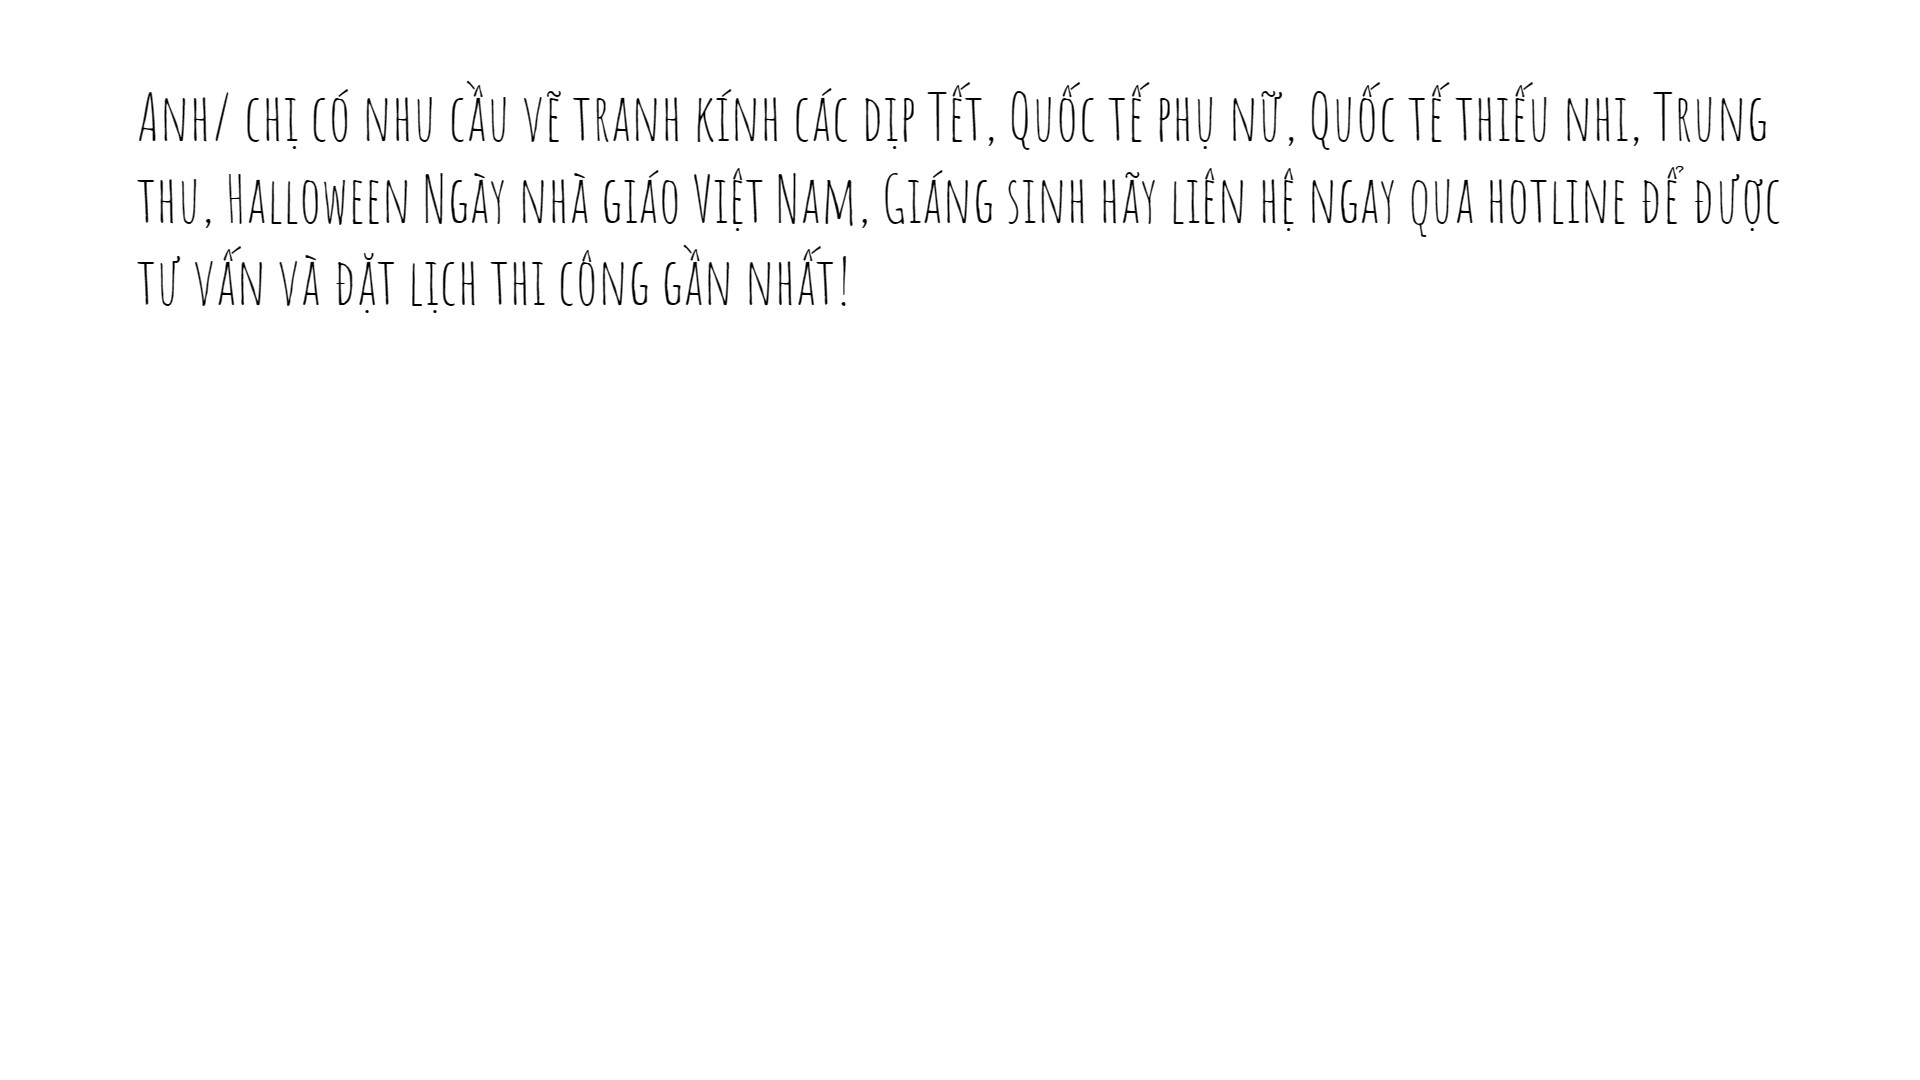 Anh/ chị có nhu cầu vẽ tranh kính các dịp Tết, Quốc tế phụ nữ, Quốc tế thiếu nhi, Trung
thu, Halloween Ngày nhà giáo Việt Nam, Giáng sinh hãy liên hệ ngay qua hotline để được
tư vấn và đặt lịch thi công gần nhất!